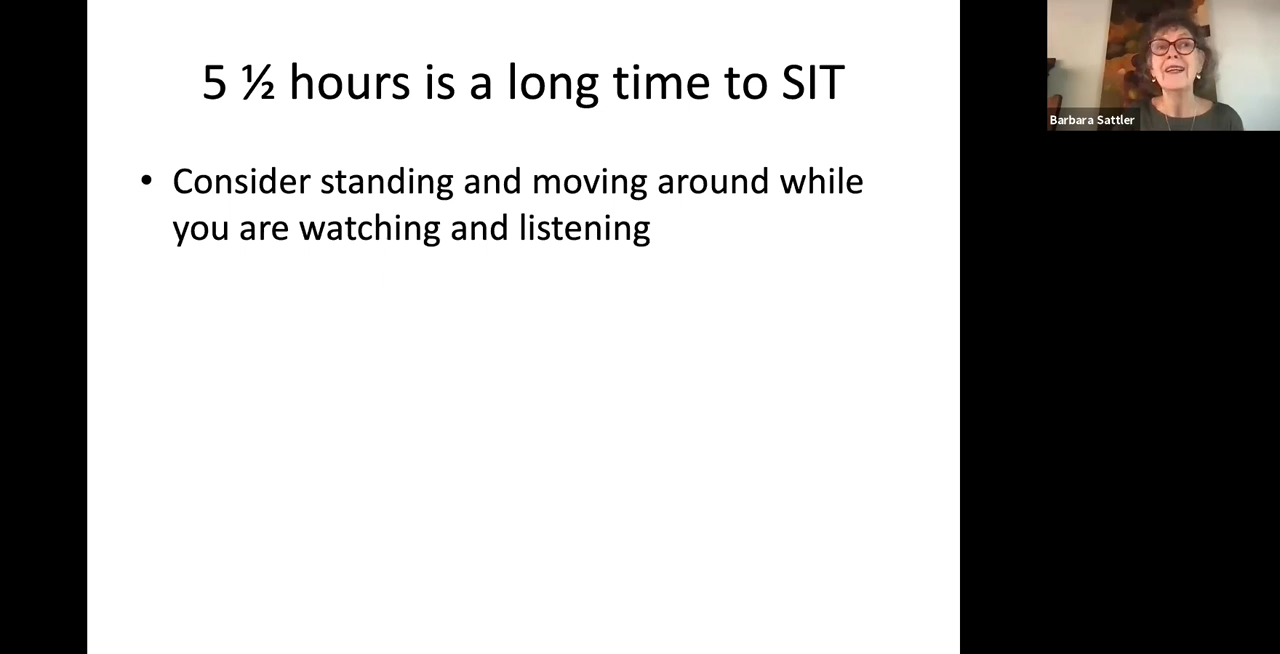 5 ½ hours is a long time to SIT
• Consider standing and moving around while
you are watching and listening
Barbara Sattler